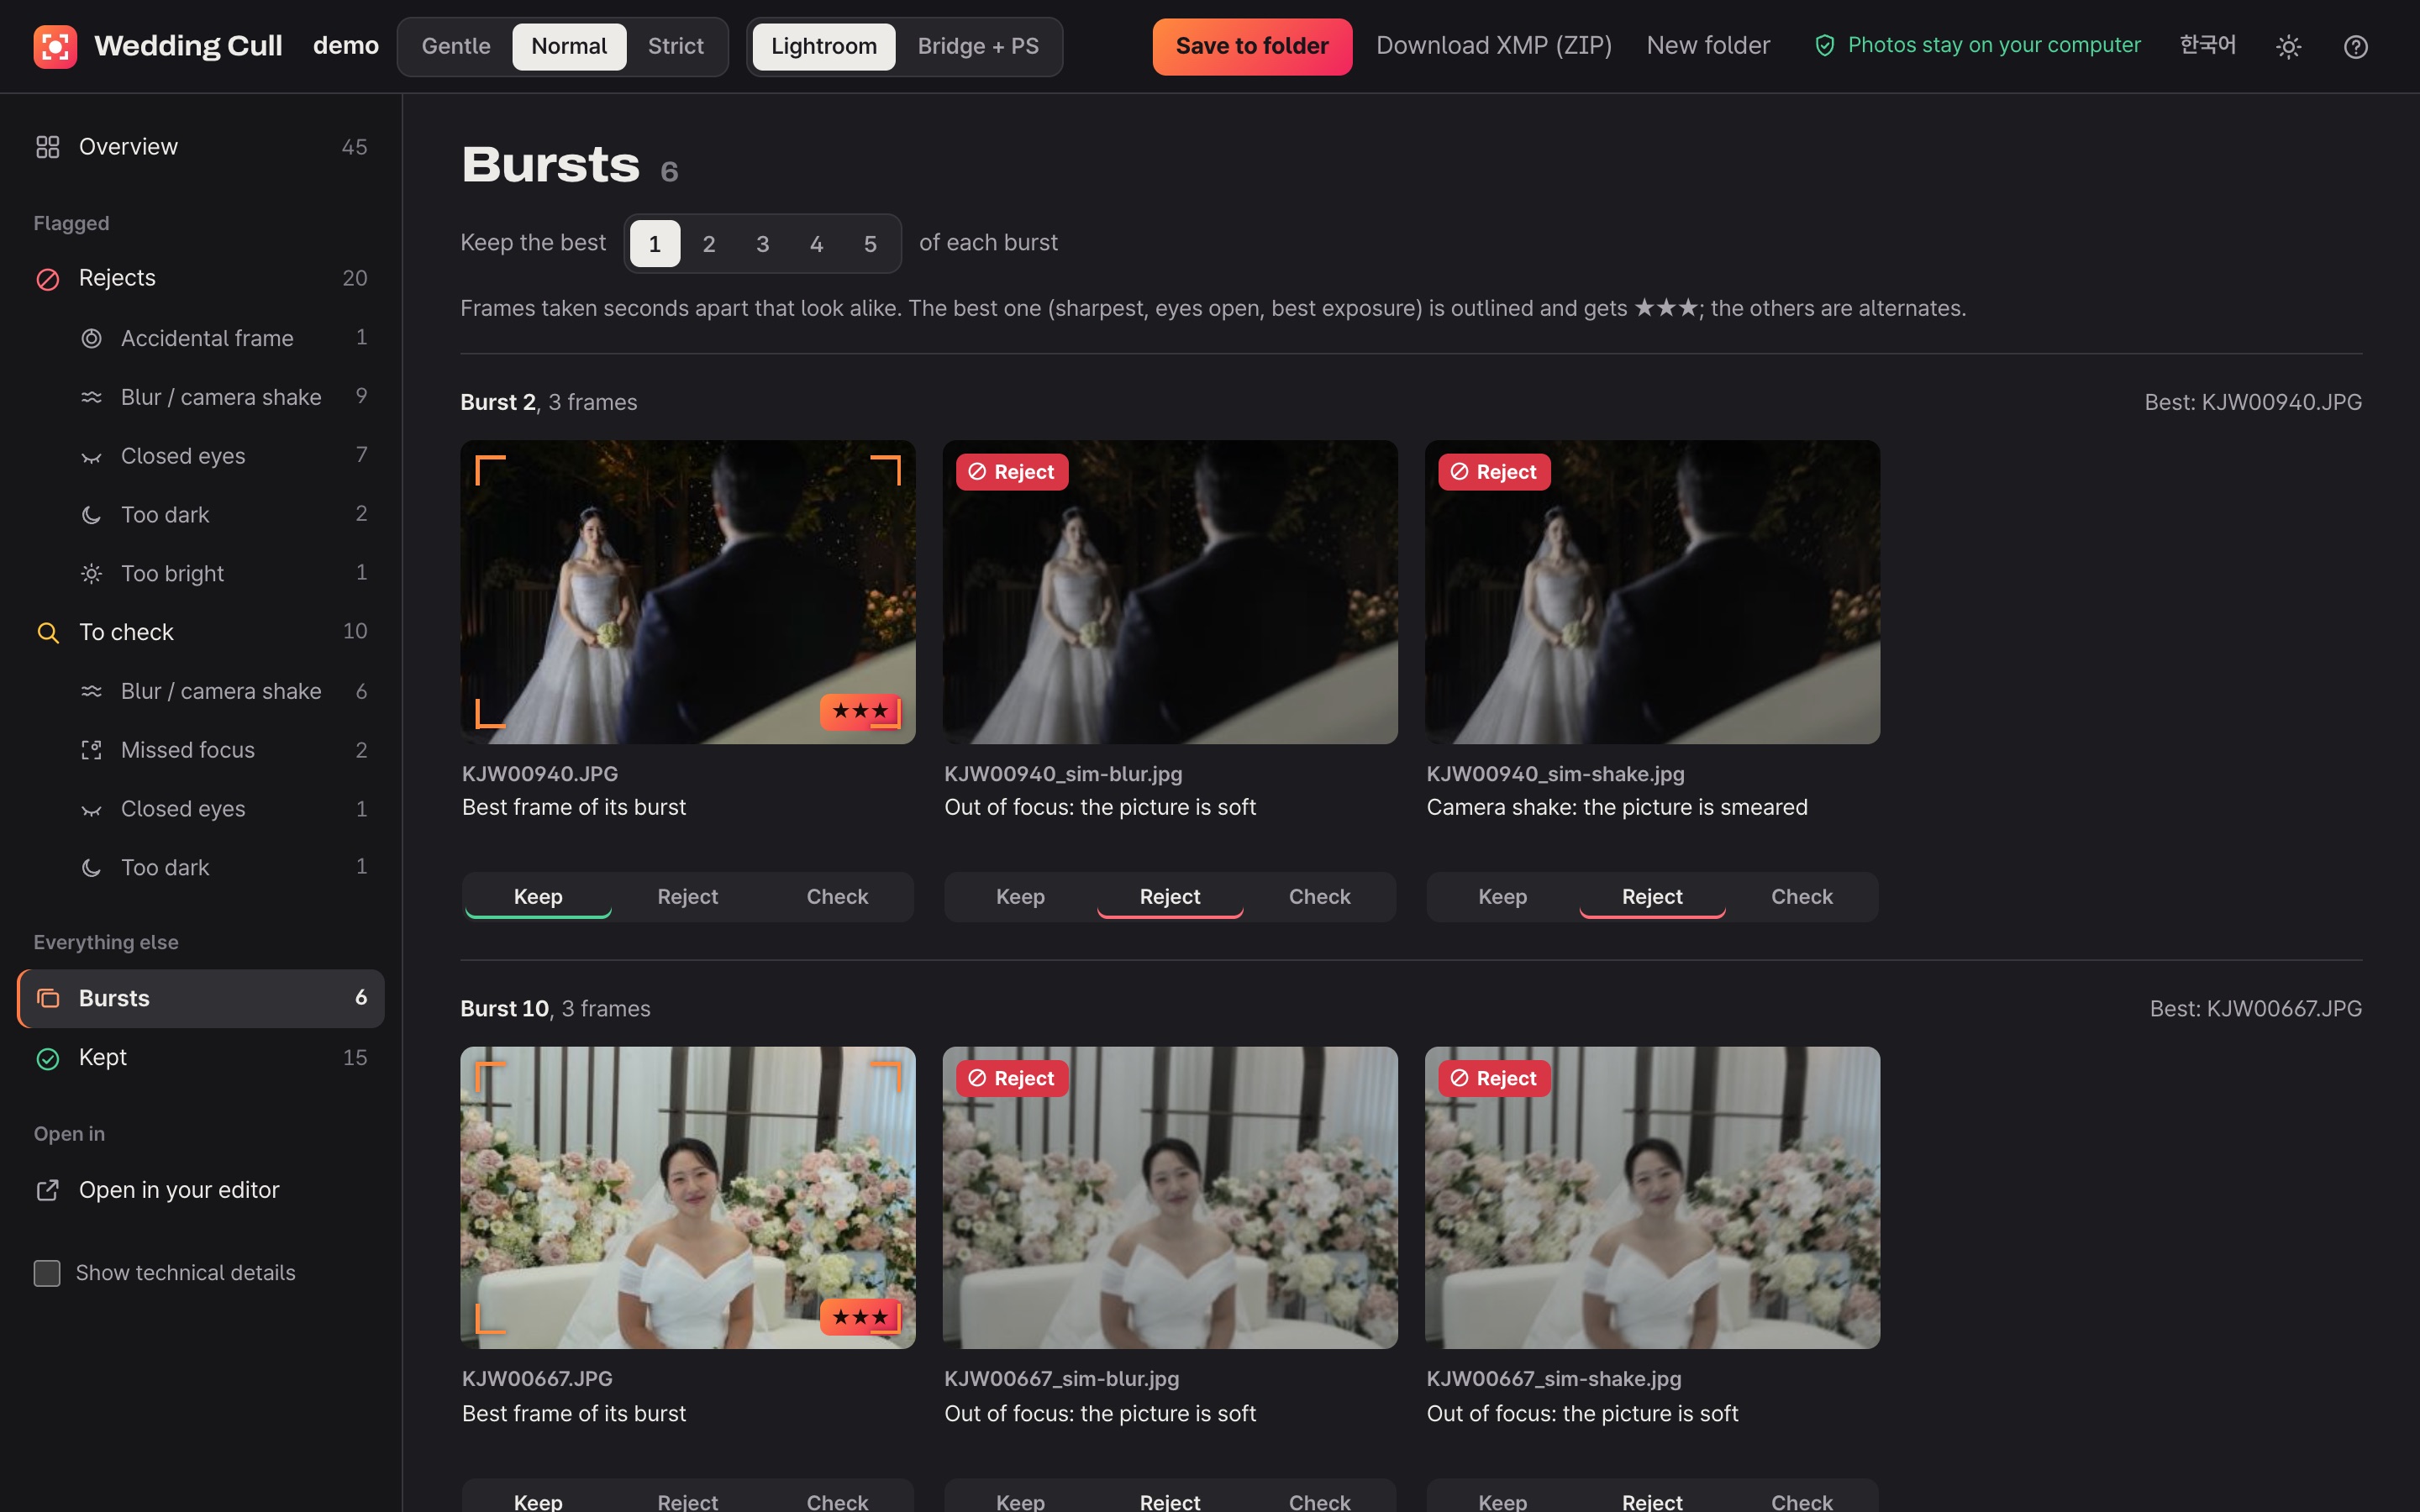 Wedding Cull demo Gentle Normal Strict Lightroom Bridge + PS Save to folder Download XMP (ZIP) New folder Photos stay on your computer 한국어
Overview 45
Flagged
Rejects 20
Accidental frame 1
Blur / camera shake 9
Closed eyes 7
Too dark 2
Too bright 1
To check 10
Blur / camera shake 6
Missed focus 2
Closed eyes 1
Too dark 1
Everything else
Bursts 6
Kept 15
Open in
Open in your editor
Show technical details
Bursts 6
Keep the best 1 2 3 4 5 of each burst
Frames taken seconds apart that look alike. The best one (sharpest, eyes open, best exposure) is outlined and gets ★★★; the others are alternates.
Burst 2, 3 frames Best: KJW00940.JPG
Reject Reject
★★★
KJW00940.JPG KJW00940_sim-blur.jpg KJW00940_sim-shake.jpg
Best frame of its burst Out of focus: the picture is soft Camera shake: the picture is smeared
Keep Reject Check Keep Reject Check Keep Reject Check
Burst 10, 3 frames Best: KJW00667.JPG
Reject Reject
★★★
KJW00667.JPG KJW00667_sim-blur.jpg KJW00667_sim-shake.jpg
Best frame of its burst Out of focus: the picture is soft Out of focus: the picture is soft
Keep Reject Check Keep Reject Check Keep Reject Check